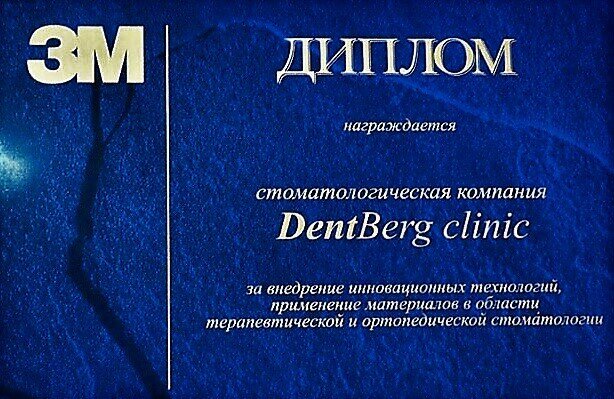 3M
ДИПЛОМ
награждается
стоматологическая компания
DentBerg clinic
за внедрение инновационных технологий,
применение материалов в области
терапевтической и ортопедической стоматологии